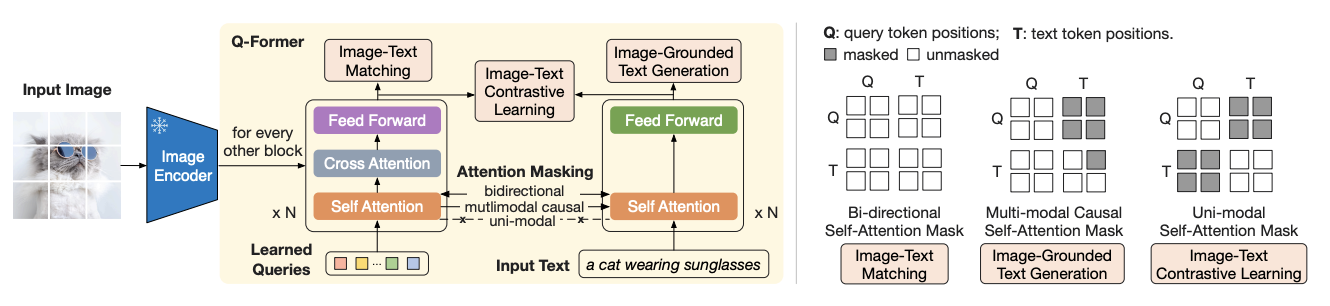 Input Image
Image
Encoder
for every
other block
Q-Former
Image-Text
Matching
Image-Text
Contrastive
Learning
Image-Grounded
Text Generation
Feed Forward
Cross Attention
Self Attention
x N
Attention Masking
bidirectional
mutlimodal causal
x uni-modal x
Feed Forward
Self Attention
x N
Learned
Queries
...
Input Text
a cat wearing sunglasses
Q: query token positions; T: text token positions.
masked unmasked
Q T
Q
T
Bi-directional
Self-Attention Mask
Image-Text
Matching
Q T
Q
T
Multi-modal Causal
Self-Attention Mask
Image-Grounded
Text Generation
Q T
Q
T
Uni-modal
Self-Attention Mask
Image-Text
Contrastive Learning